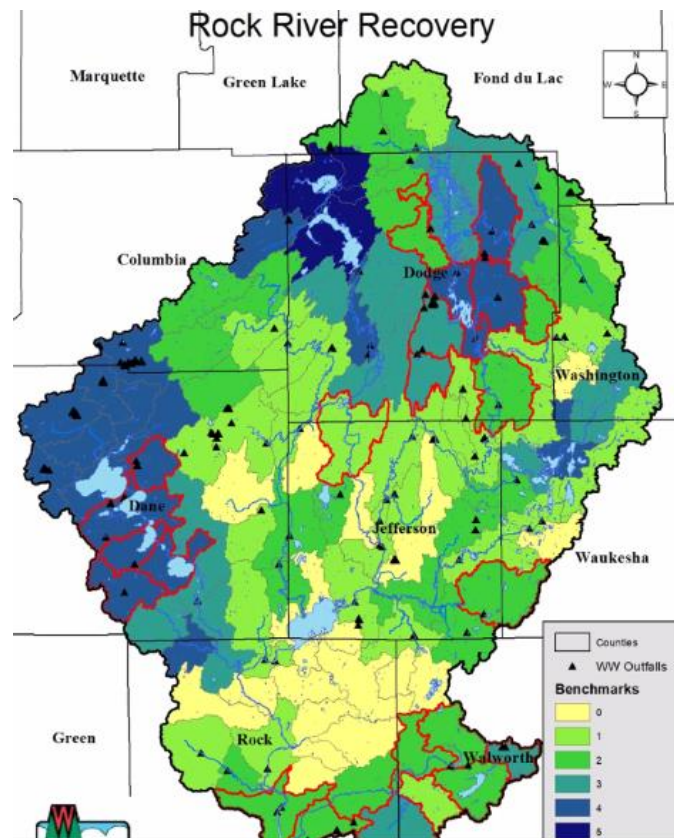 Rock River Recovery
Marquette
Green Lake
Fond du Lac
N
W E
S
Columbia
Dodge
Washington
Dane
Jefferson
Waukesha
Green
Rock
Walworth
Counties
WW Outfalls
Benchmarks
0
1
2
3
4
5
W